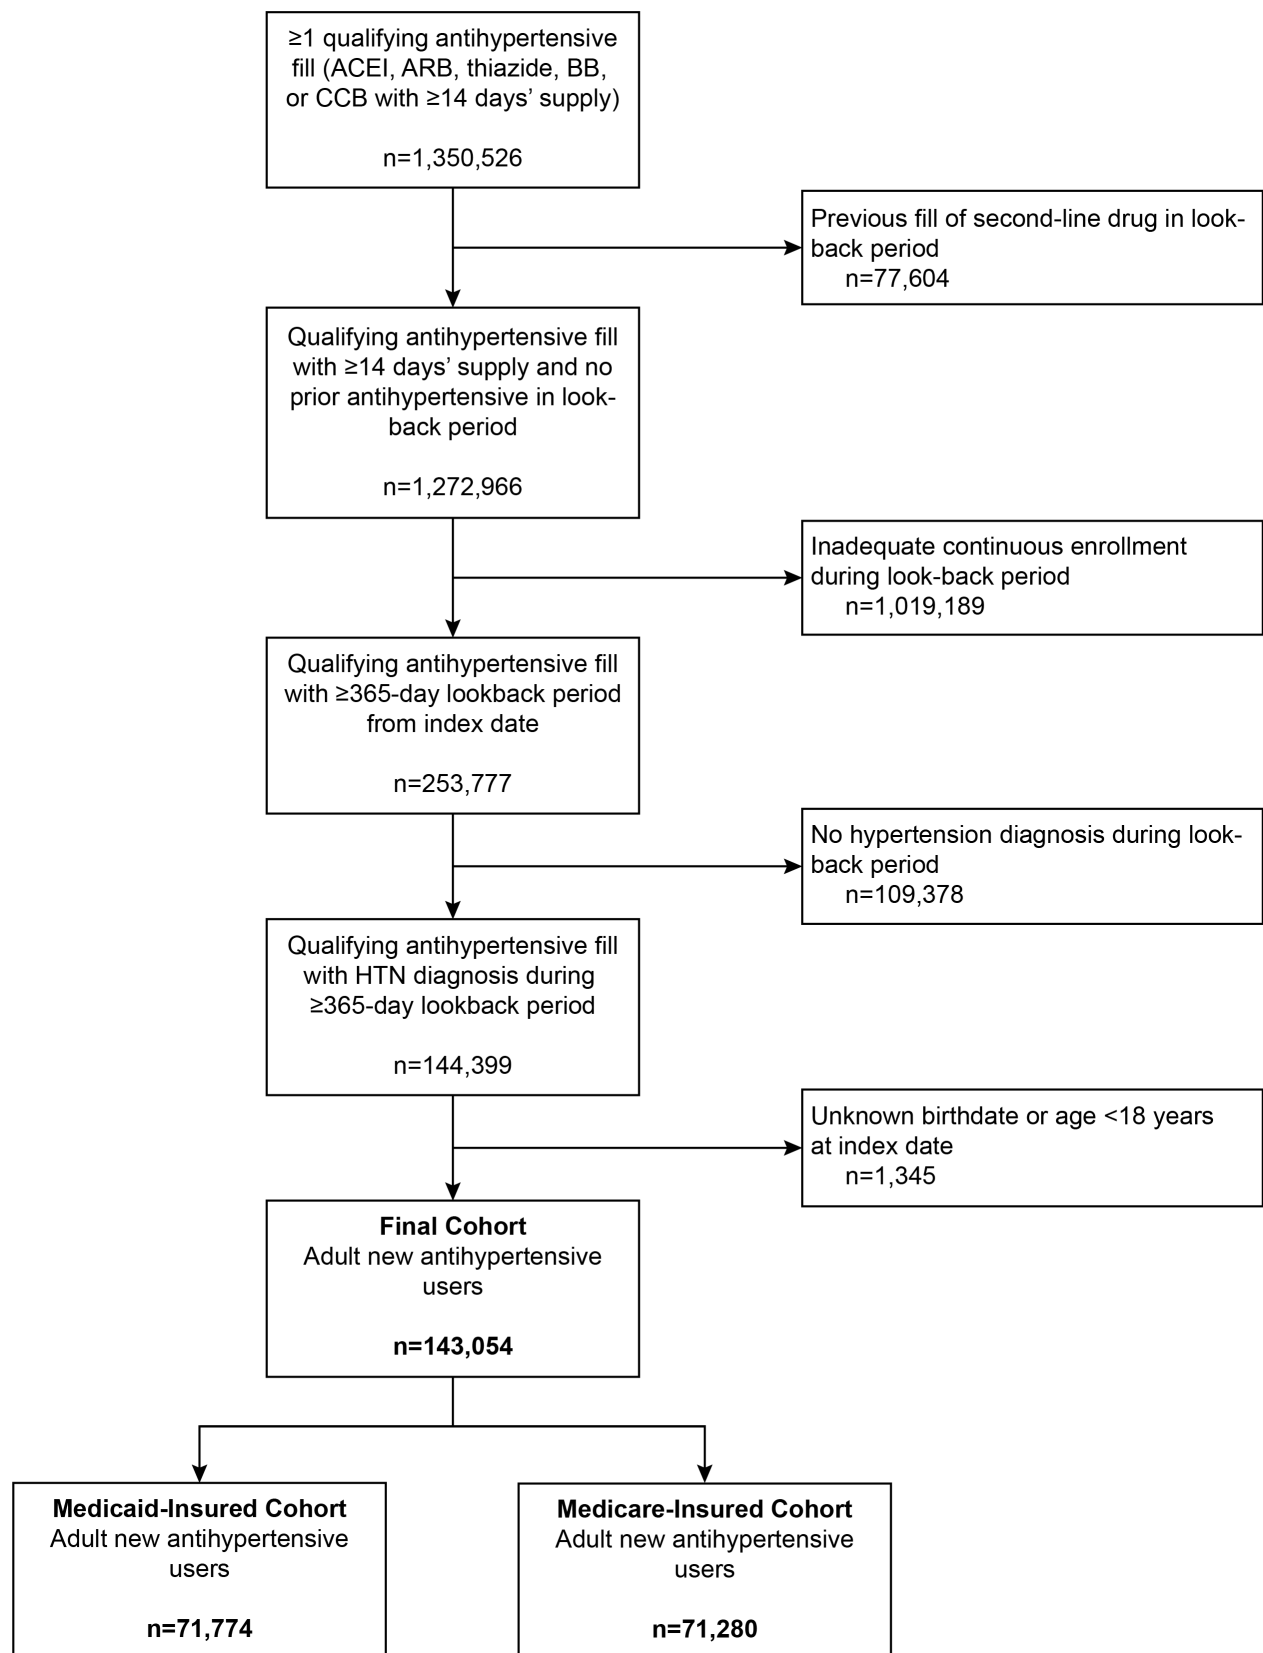 ≥1 qualifying antihypertensive
fill (ACEI, ARB, thiazide, BB,
or CCB with ≥14 days’ supply)
n=1,350,526
Previous fill of second-line drug in look-
back period
n=77,604
Qualifying antihypertensive fill
with ≥14 days’ supply and no
prior antihypertensive in look-
back period
n=1,272,966
Inadequate continuous enrollment
during look-back period
n=1,019,189
Qualifying antihypertensive fill
with ≥365-day lookback period
from index date
n=253,777
No hypertension diagnosis during look-
back period
n=109,378
Qualifying antihypertensive fill
with HTN diagnosis during
≥365-day lookback period
n=144,399
Unknown birthdate or age <18 years
at index date
n=1,345
Final Cohort
Adult new antihypertensive
users
n=143,054
Medicaid-Insured Cohort
Adult new antihypertensive
users
n=71,774
Medicare-Insured Cohort
Adult new antihypertensive
users
n=71,280